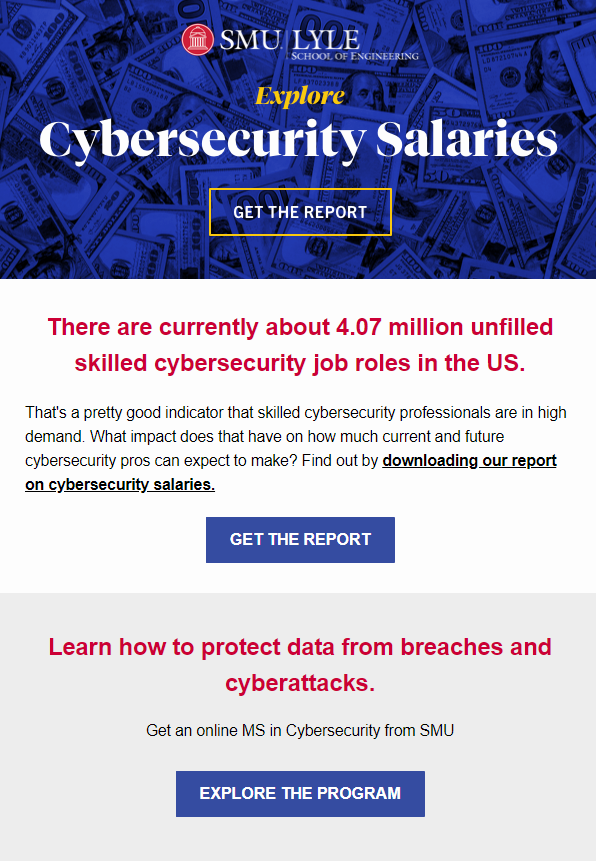 SMU. LYLE
SCHOOL OF ENGINEERING
Explore
Cybersecurity Salaries
GET THE REPORT
There are currently about 4.07 million unfilled
skilled cybersecurity job roles in the US.
That's a pretty good indicator that skilled cybersecurity professionals are in high
demand. What impact does that have on how much current and future
cybersecurity pros can expect to make? Find out by downloading our report
on cybersecurity salaries.
GET THE REPORT
Learn how to protect data from breaches and
cyberattacks.
Get an online MS in Cybersecurity from SMU
EXPLORE THE PROGRAM